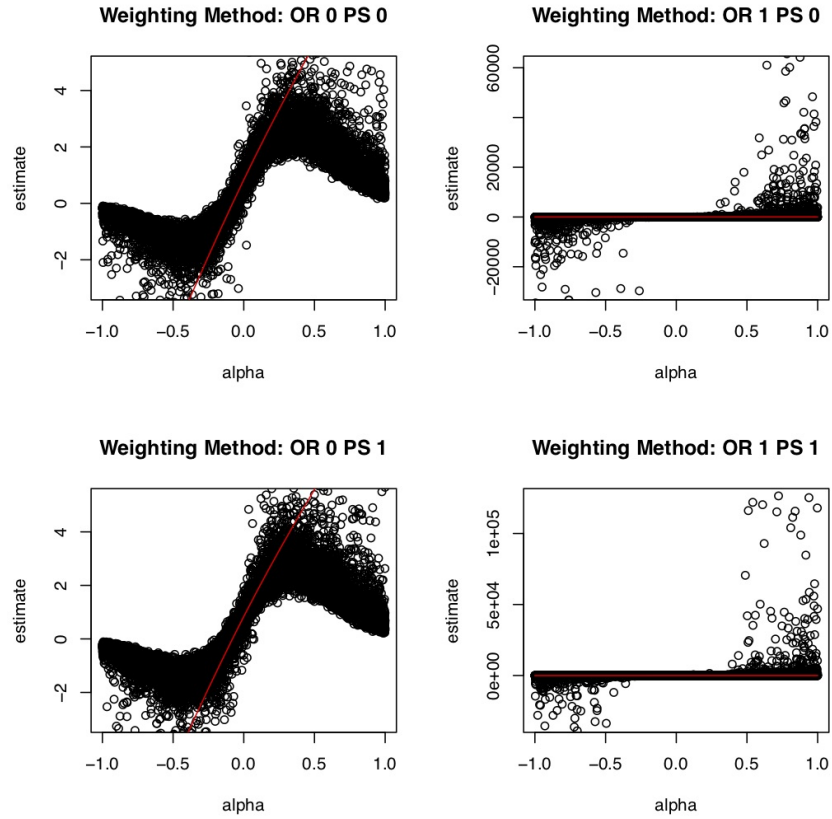 Weighting Method: OR 0 PS 0
estimate
4
2
0
−2
−1.0 −0.5 0.0 0.5 1.0
alpha
Weighting Method: OR 1 PS 0
estimate
60000
20000
0
−20000
−1.0 −0.5 0.0 0.5 1.0
alpha
Weighting Method: OR 0 PS 1
estimate
4
2
0
−2
−1.0 −0.5 0.0 0.5 1.0
alpha
Weighting Method: OR 1 PS 1
estimate
1e+05
5e+04
0e+00
−1.0 −0.5 0.0 0.5 1.0
alpha